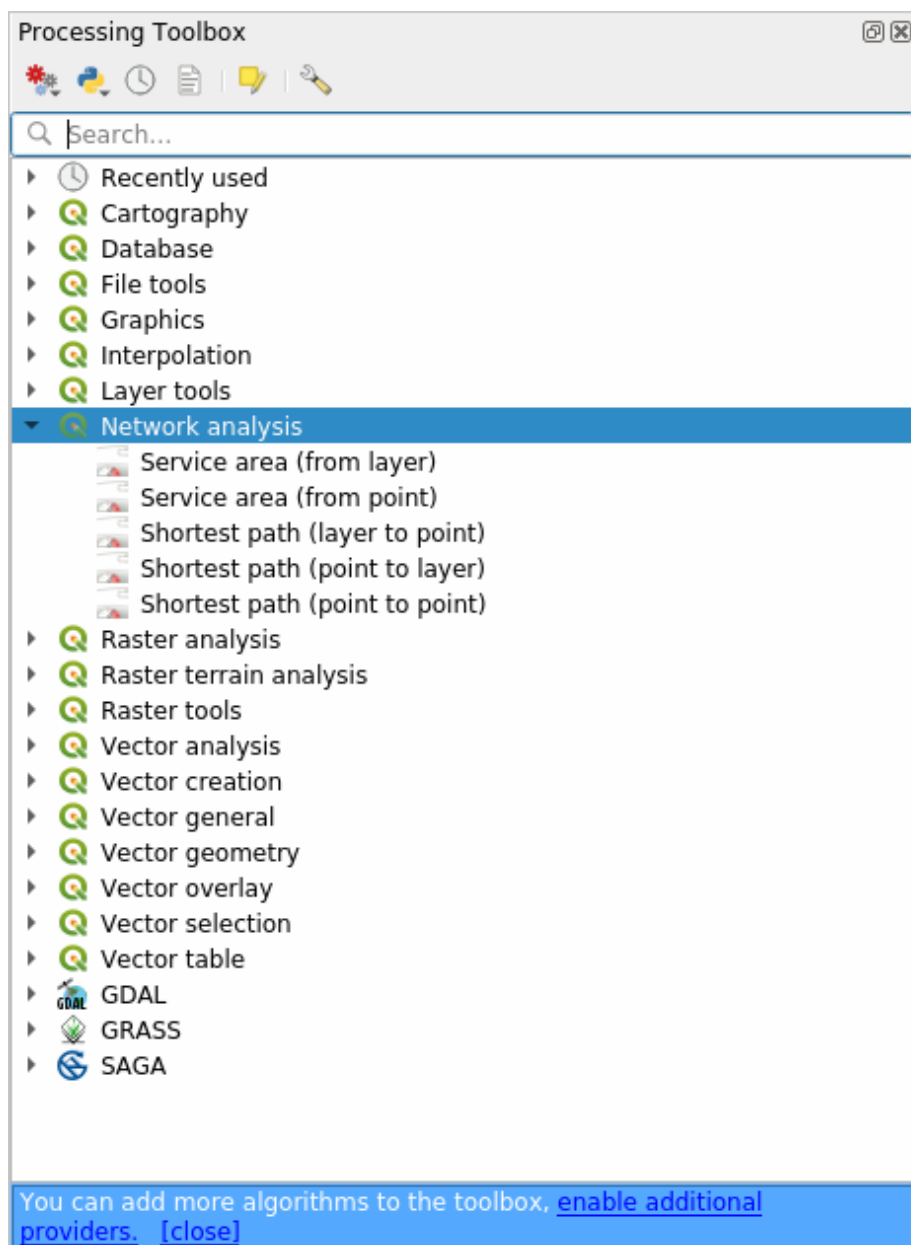 Processing Toolbox
Search...
Recently used
Cartography
Database
File tools
Graphics
Interpolation
Layer tools
Network analysis
Service area (from layer)
Service area (from point)
Shortest path (layer to point)
Shortest path (point to layer)
Shortest path (point to point)
Raster analysis
Raster terrain analysis
Raster tools
Vector analysis
Vector creation
Vector general
Vector geometry
Vector overlay
Vector selection
Vector table
GDAL GDAL
GRASS
SAGA
You can add more algorithms to the toolbox, enable additional
providers. [close]